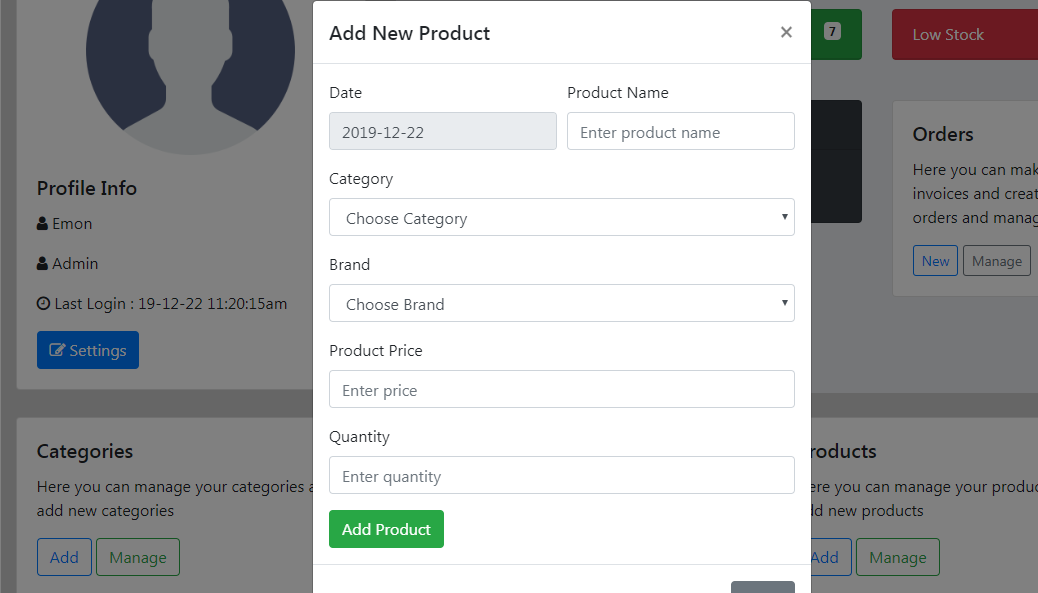 Add New Product
×
Date
2019-12-22
Product Name
Enter product name
Category
Choose Category
Brand
Choose Brand
Product Price
Enter price
Quantity
Enter quantity
Add Product
Profile Info
Emon
Admin
Last Login : 19-12-22 11:20:15am
Settings
7
Low Stock
Orders
Here you can mak
invoices and creat
orders and manag
New
Manage
Categories
Here you can manage your categories a
add new categories
Add
Manage
roducts
ere you can manage your produc
dd new products
Add
Manage